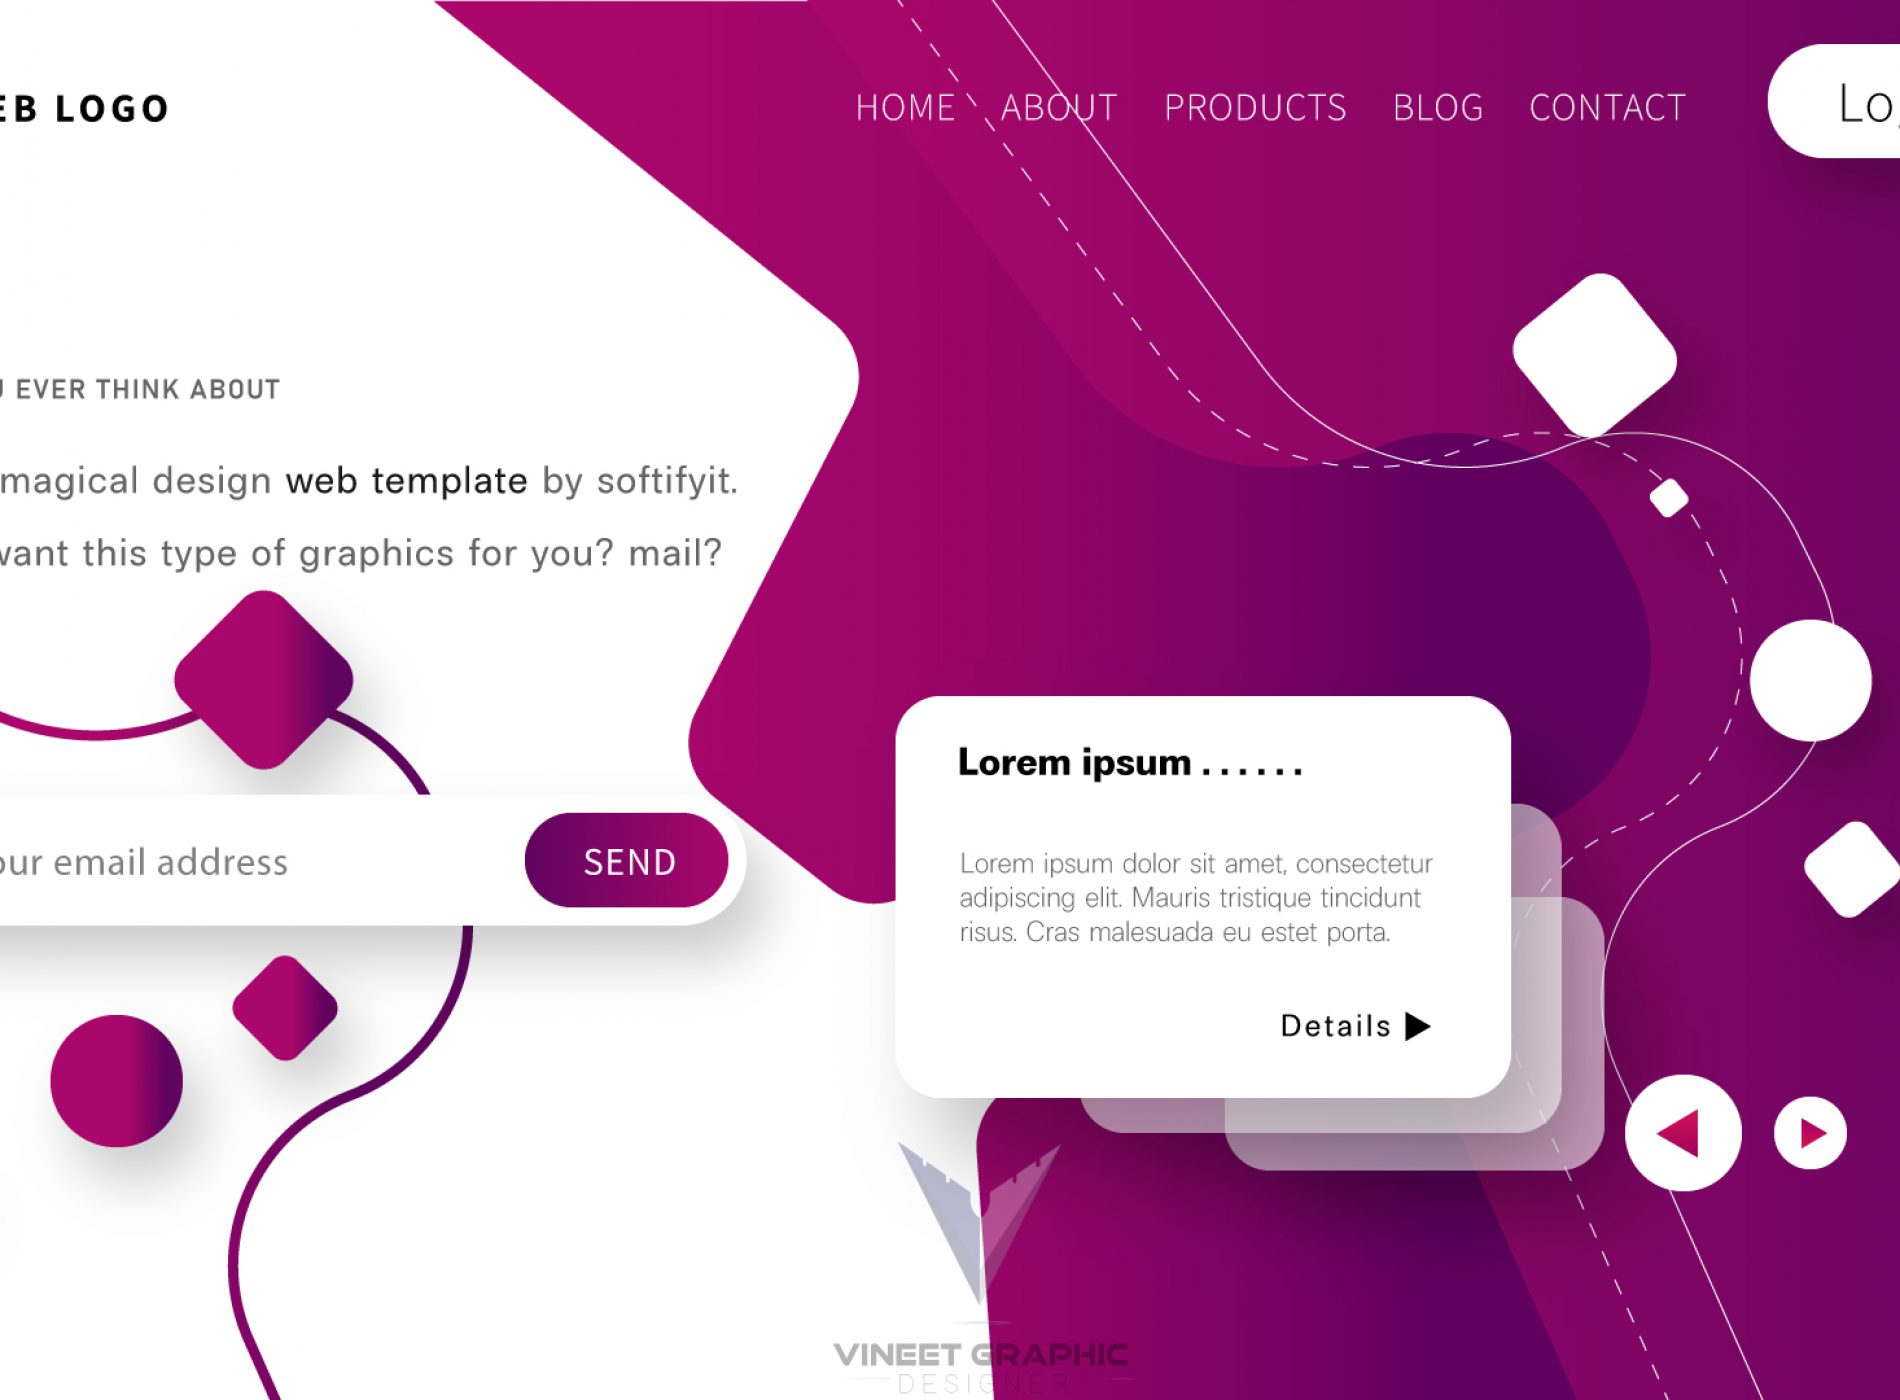 EB LOGO
HOME ABOUT PRODUCTS BLOG CONTACT
Lo
U EVER THINK ABOUT
magical design web template by softifyit.
want this type of graphics for you? mail?
our email address
SEND
Lorem ipsum . . . . . .
Lorem ipsum dolor sit amet, consectetur
adipiscing elit. Mauris tristique tincidunt
risus. Cras malesuada eu estet porta.
Details
VINEET GRAPHIC
DESIGNER